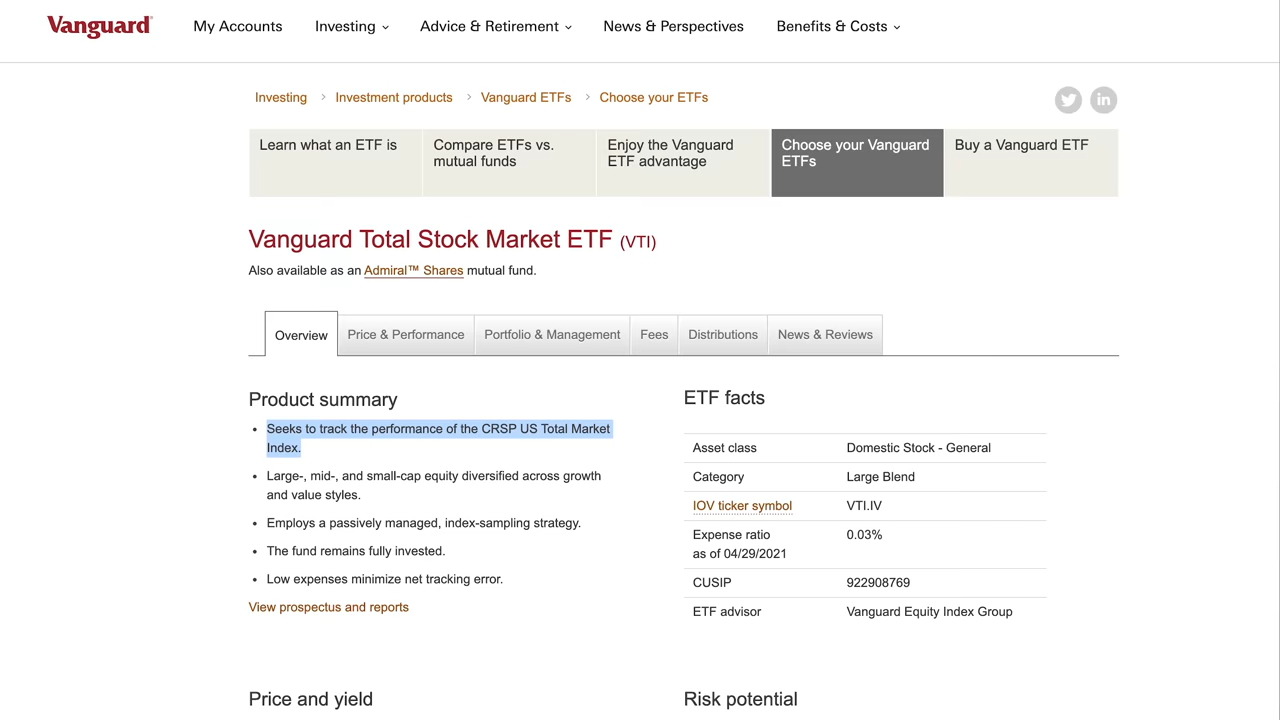 Vanguard
My Accounts
Investing
Advice & Retirement
News & Perspectives
Benefits & Costs
Investing
Investment products
Vanguard ETFs
Choose your ETFs
in
Learn what an ETF is
Compare ETFs vs.
mutual funds
Enjoy the Vanguard
ETF advantage
Choose your Vanguard
ETFs
Buy a Vanguard ETF
Vanguard Total Stock Market ETF (VTI)
Also available as an Admiral™ Shares mutual fund.
Overview
Price & Performance
Portfolio & Management
Fees
Distributions
News & Reviews
Product summary
• Seeks to track the performance of the CRSP US Total Market
Index.
• Large-, mid-, and small-cap equity diversified across growth
and value styles.
• Employs a passively managed, index-sampling strategy.
• The fund remains fully invested.
• Low expenses minimize net tracking error.
View prospectus and reports
ETF facts
Asset class Domestic Stock - General
Category Large Blend
IOV ticker symbol VTI.IV
Expense ratio 0.03%
as of 04/29/2021
CUSIP 922908769
ETF advisor Vanguard Equity Index Group
Price and yield
Risk potential